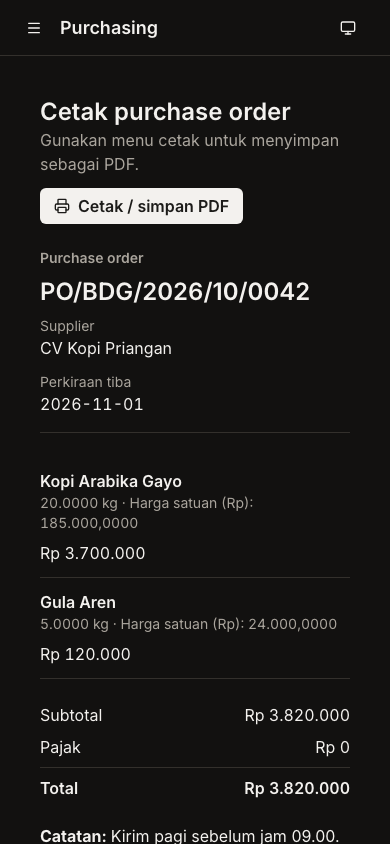 Purchasing
Cetak purchase order
Gunakan menu cetak untuk menyimpan
sebagai PDF.
Cetak / simpan PDF
Purchase order
PO/BDG/2026/10/0042
Supplier
CV Kopi Priangan
Perkiraan tiba
2026-11-01
Kopi Arabika Gayo
20.0000 kg · Harga satuan (Rp):
185.000,0000
Rp 3.700.000
Gula Aren
5.0000 kg · Harga satuan (Rp): 24.000,0000
Rp 120.000
Subtotal Rp 3.820.000
Pajak Rp 0
Total Rp 3.820.000
Catatan: Kirim pagi sebelum jam 09.00.